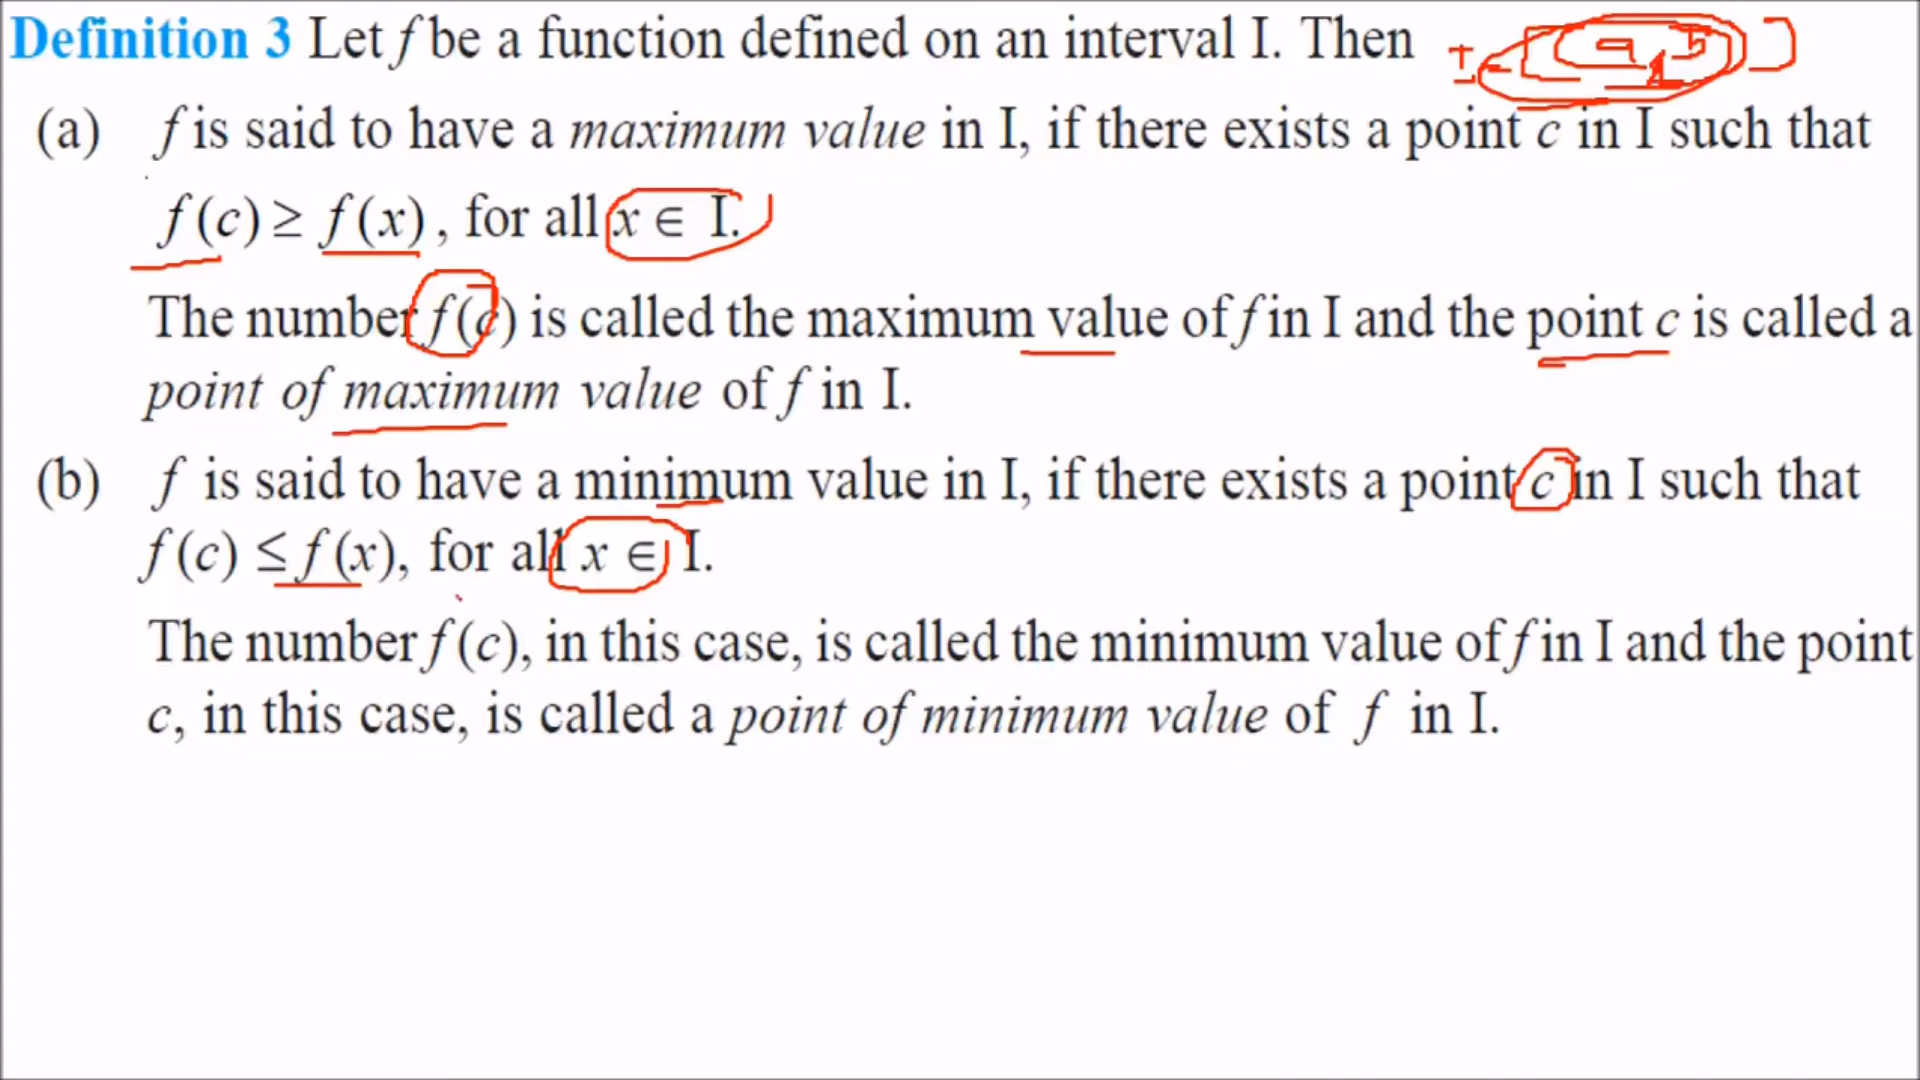 Definition 3 Let f be a function defined on an interval I. Then
(a) f is said to have a maximum value in I, if there exists a point c in I such that
f(c) ≥ f(x), for all x ∈ I.
The number f(c) is called the maximum value of f in I and the point c is called a
point of maximum value of f in I.
(b) f is said to have a minimum value in I, if there exists a point c in I such that
f(c) ≤ f(x), for all x ∈ I.
The number f(c), in this case, is called the minimum value of f in I and the point
c, in this case, is called a point of minimum value of f in I.